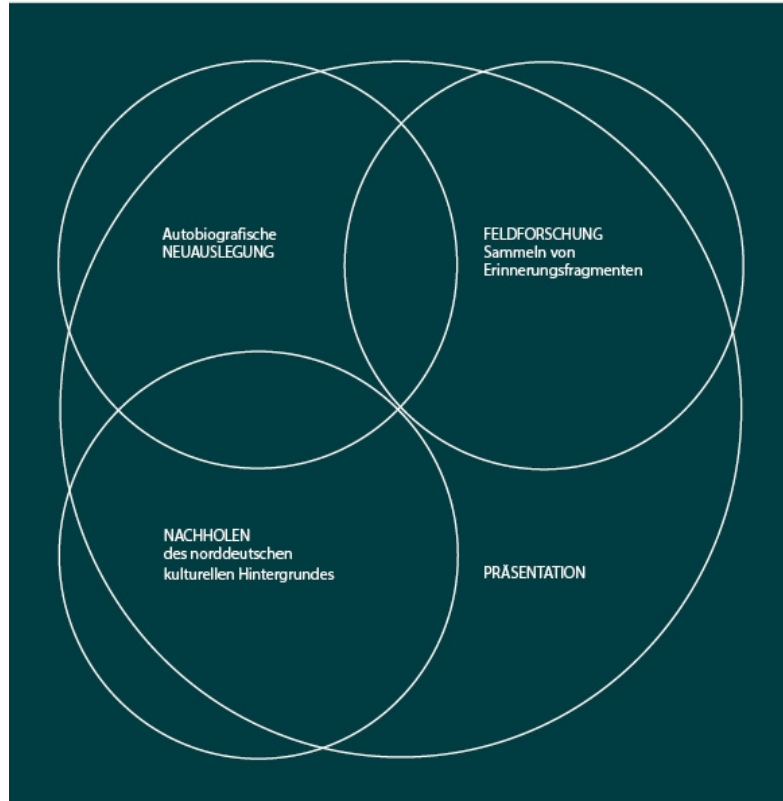 Autobiografische
NEUAUSLEGUNG
FELDFORSCHUNG
Sammeln von
Erinnerungsfragmenten
NACHHOLEN
des norddeutschen
kulturellen Hintergrundes
PRÄSENTATION